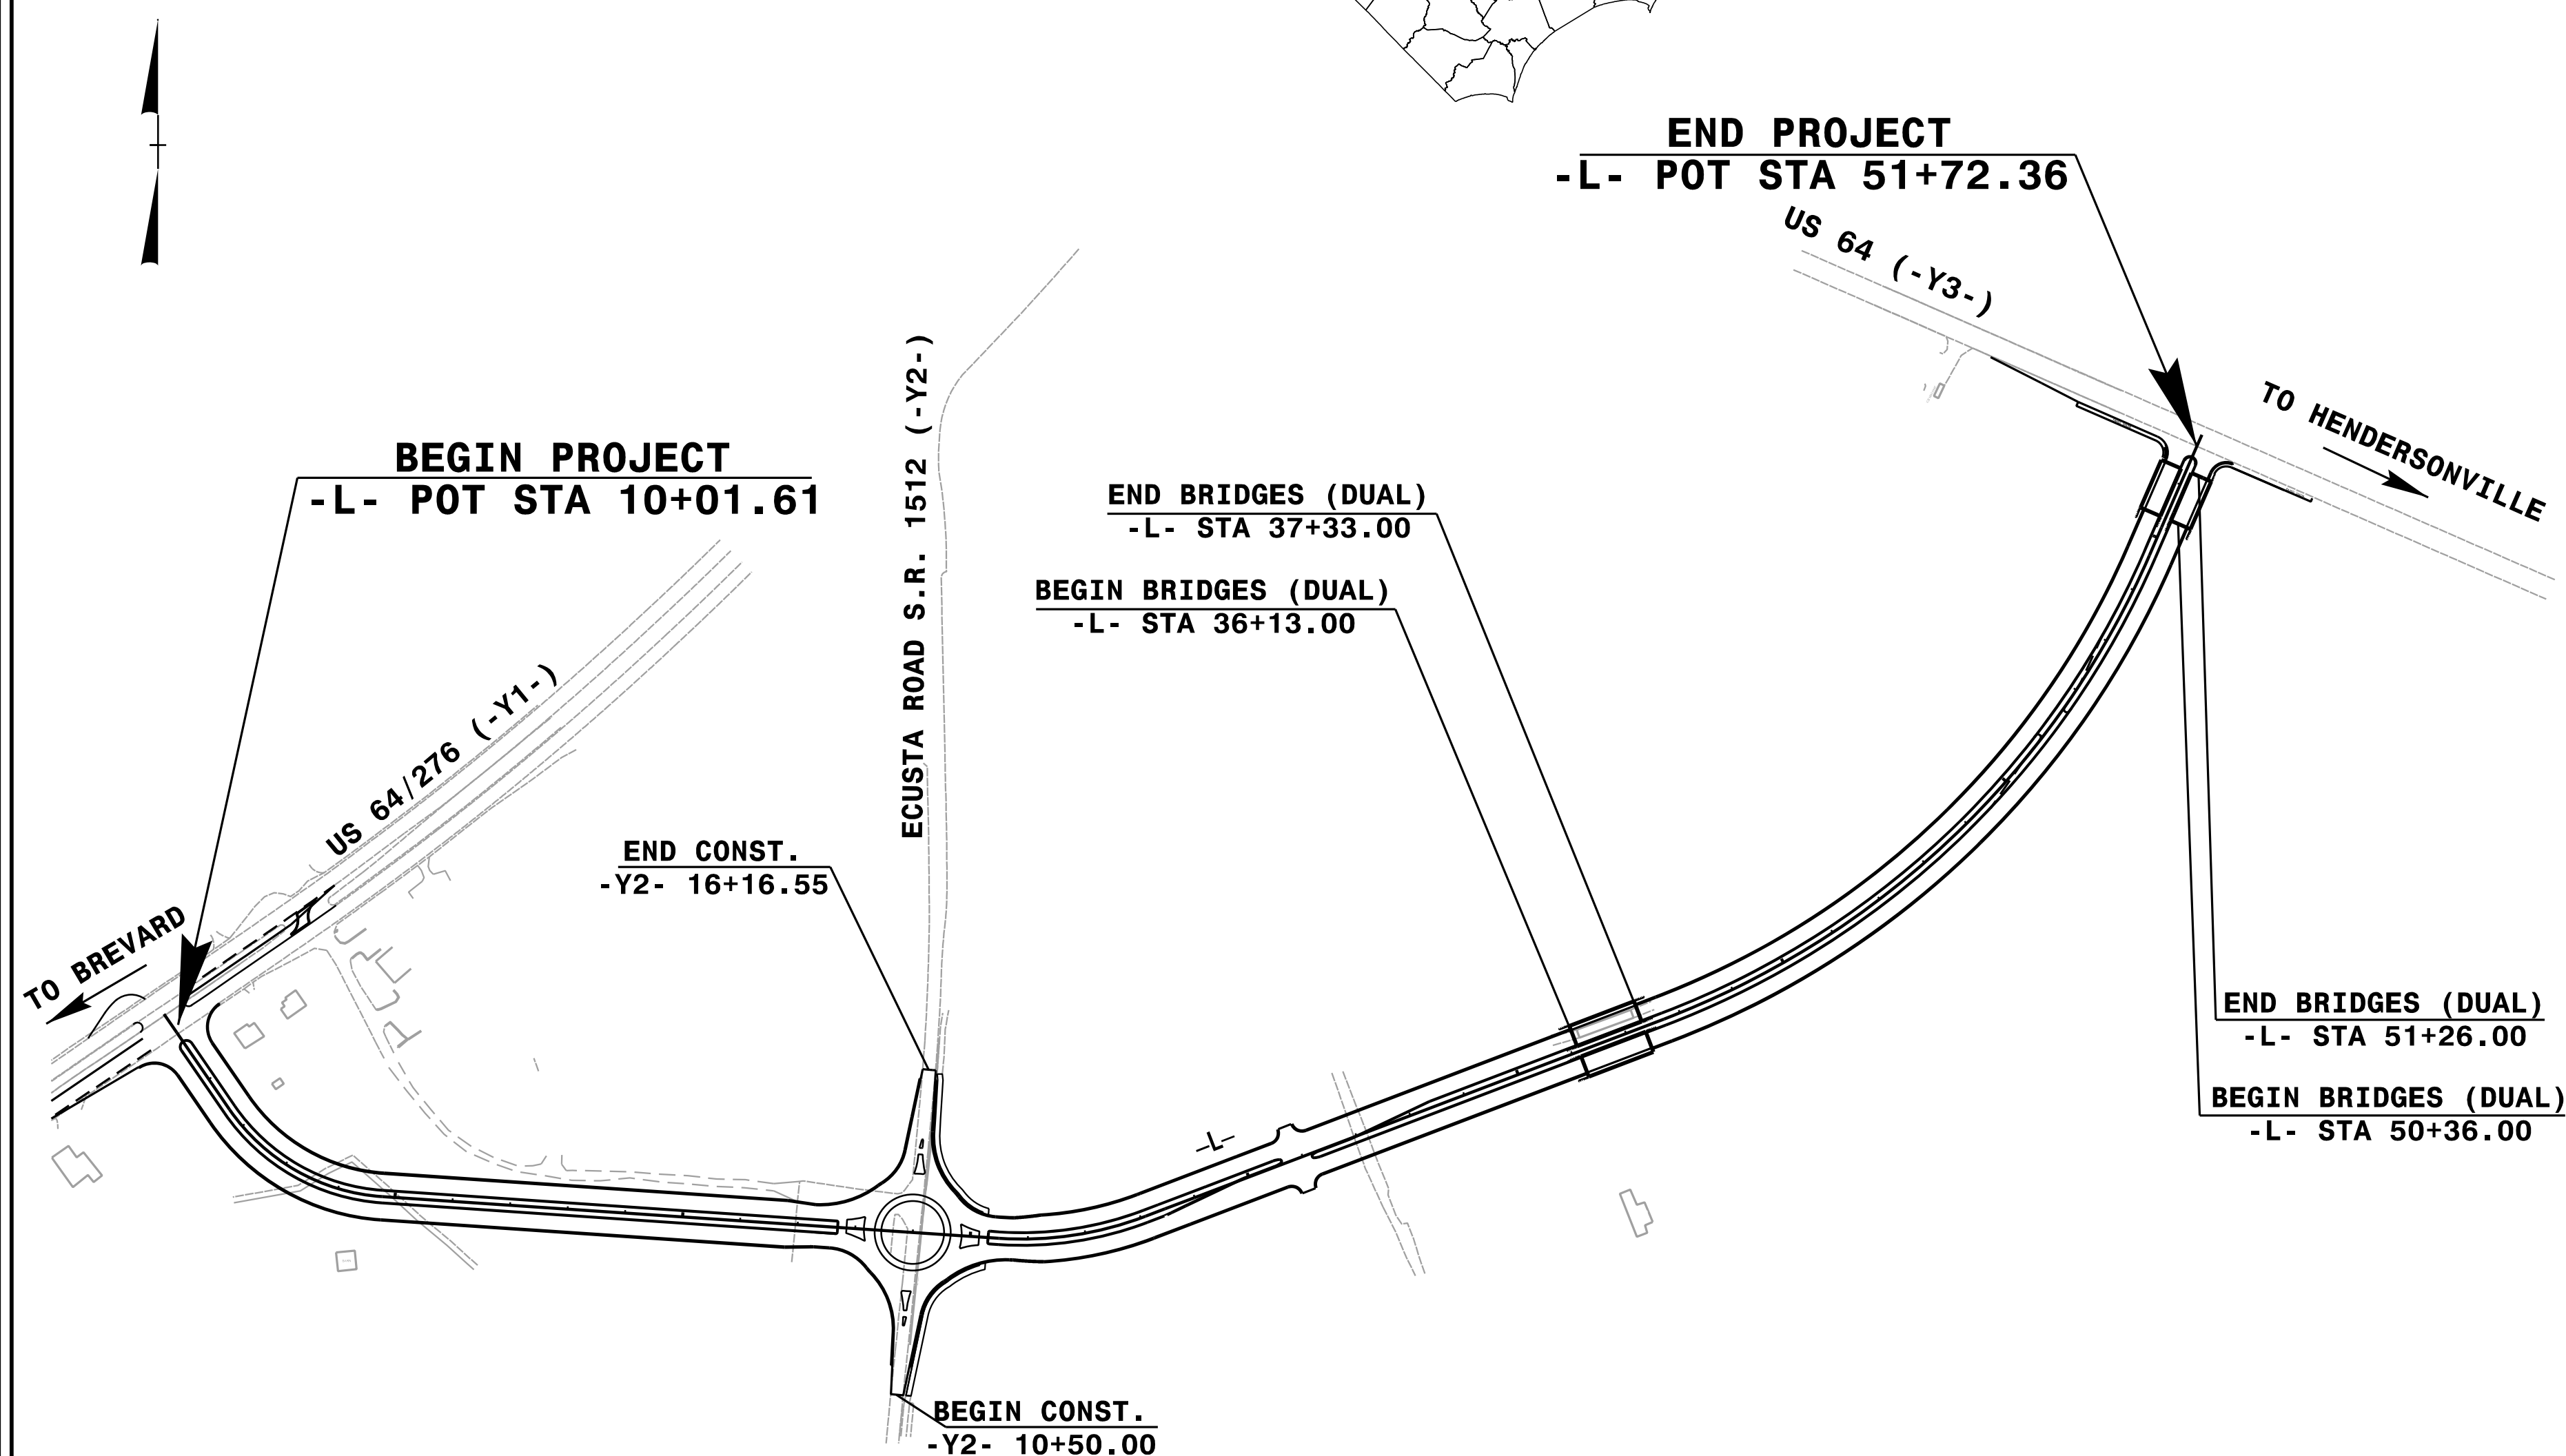 END PROJECT
-L- POT STA 51+72.36
US 64 (-Y3-)
TO HENDERSONVILLE
BEGIN PROJECT
-L- POT STA 10+01.61
ECUSTA ROAD S.R. 1512 (-Y2-)
END BRIDGES (DUAL)
-L- STA 37+33.00
BEGIN BRIDGES (DUAL)
-L- STA 36+13.00
US 64/276 (-Y1-)
END CONST.
-Y2- 16+16.55
TO BREVARD
END BRIDGES (DUAL)
-L- STA 51+26.00
BEGIN BRIDGES (DUAL)
-L- STA 50+36.00
-L-
BEGIN CONST.
-Y2- 10+50.00